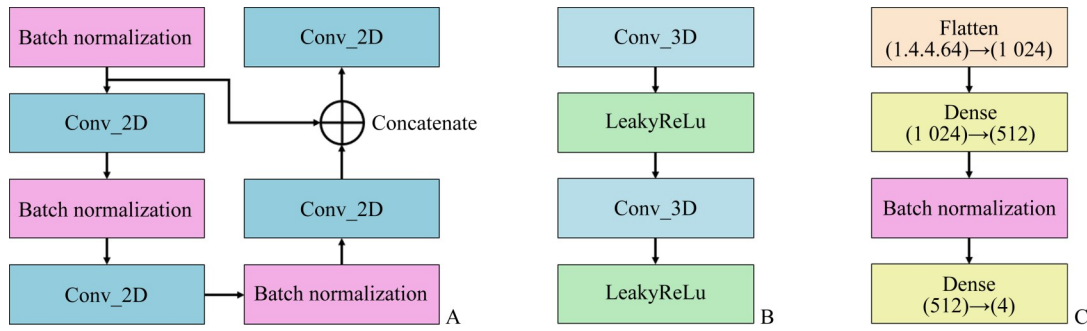 Batch normalization
Conv_2D
Batch normalization
Conv_2D
Batch normalization
Conv_2D
Concatenate
Conv_2D
A
Conv_3D
LeakyReLu
Conv_3D
LeakyReLu
B
Flatten
(1.4.4.64)→(1 024)
Dense
(1 024)→(512)
Batch normalization
Dense
(512)→(4)
C